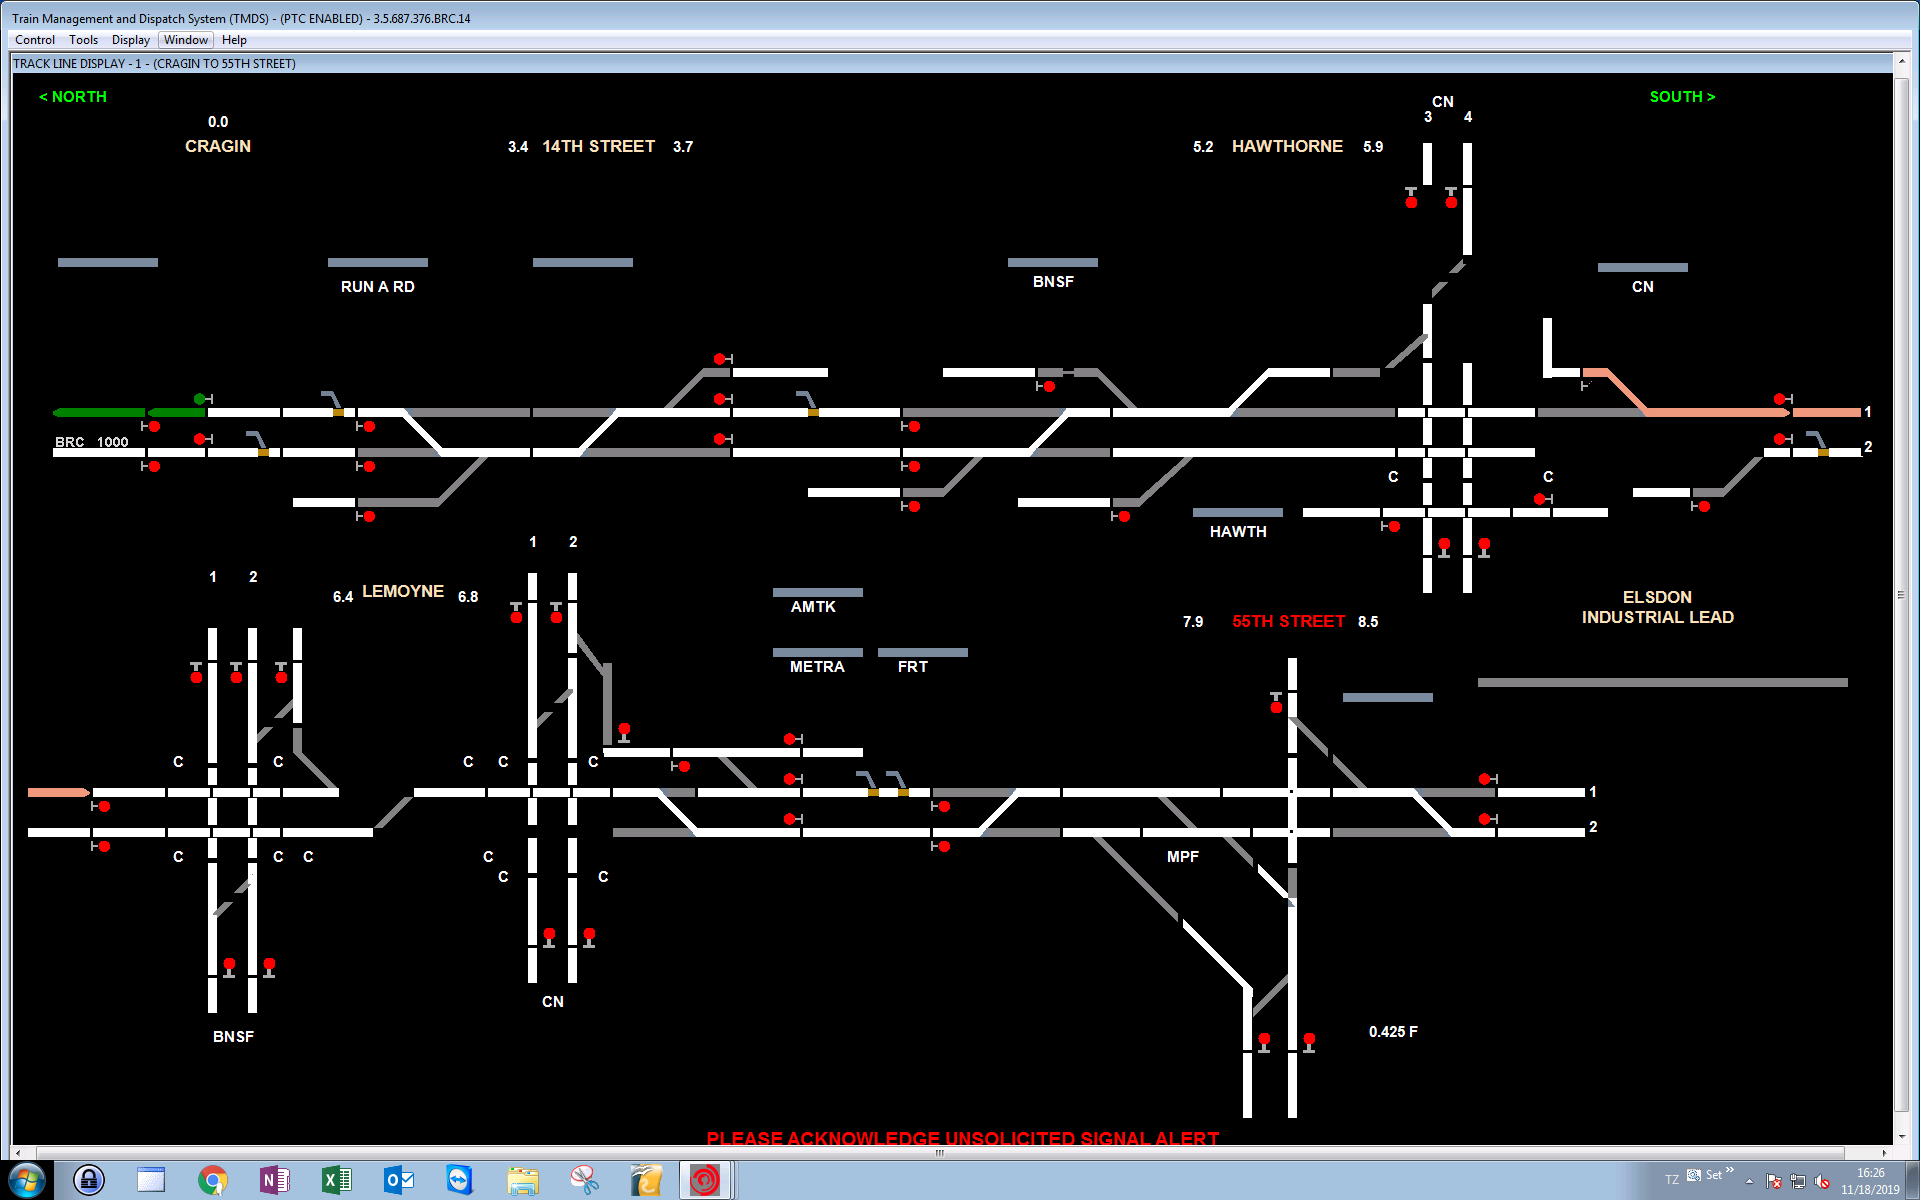 Train Management and Dispatch System (TMDS) - (PTC ENABLED) - 3.5.687.376.BRC.14
Control Tools Display Window Help
TRACK LINE DISPLAY - 1 - (CRAGIN TO 55TH STREET)
< NORTH
SOUTH >
CN
3 4
0.0
CRAGIN
3.4 14TH STREET 3.7
5.2 HAWTHORNE 5.9
RUN A RD
BNSF
CN
1
BRC 1000
2
C C
HAWTH
1 2
1 2
6.4 LEMOYNE 6.8
AMTK
7.9 55TH STREET 8.5
ELSDON
INDUSTRIAL LEAD
METRA FRT
C C C C C
1
2
C C C C
MPF
C C
CN
BNSF
0.425 F
PLEASE ACKNOWLEDGE UNSOLICITED SIGNAL ALERT
TZ Set
16:26
11/18/2019